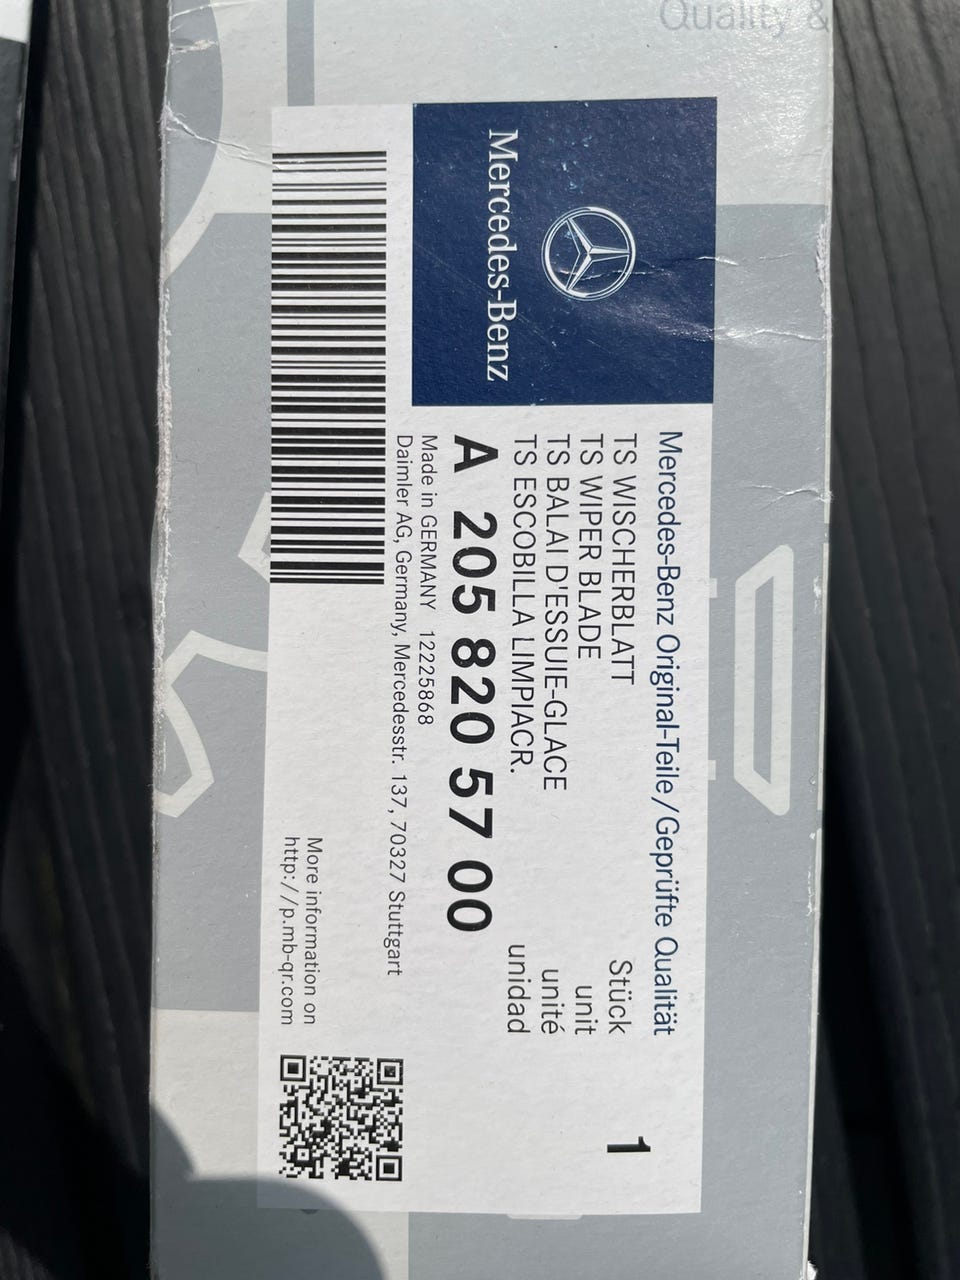 Quality &
Mercedes-Benz
Mercedes-Benz Original-Teile/Geprüfte Qualität
TS WISCHERBLATT Stück 1
TS WIPER BLADE unit
TS BALAI D'ESSUIE-GLACE unité
TS ESCOBILLA LIMPIACR. unidad
A 205 820 57 00
Made in GERMANY 12225868
Daimler AG, Germany, Mercedesstr. 137, 70327 Stuttgart
More information on
http://p.mb-qr.com